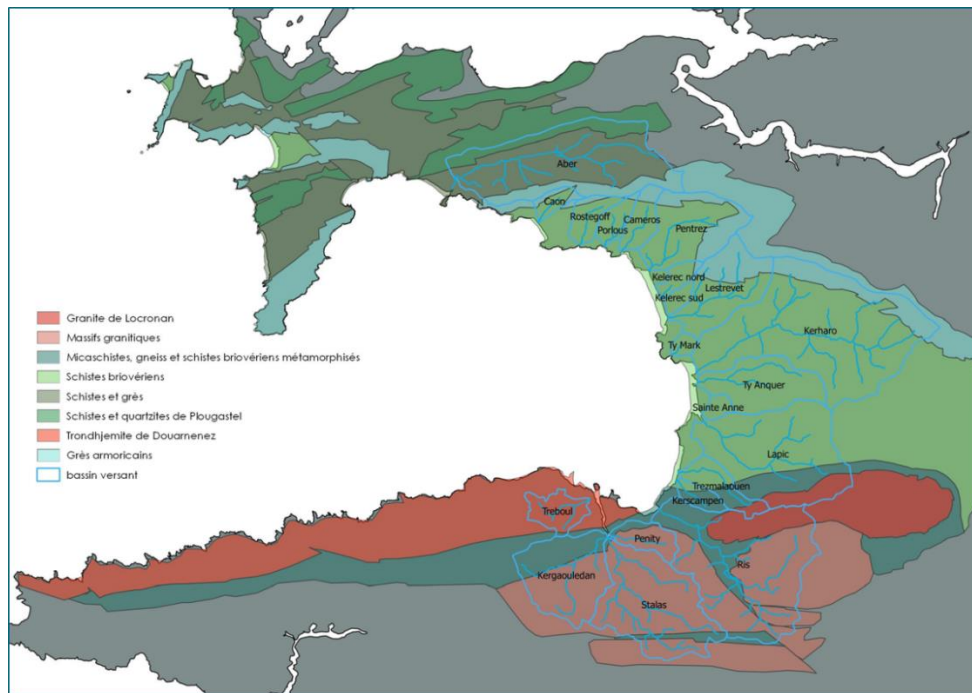 Aber
Caon
Rostegoff
Cameros
Porlous
Pentrez
Kelerec nord
Lestrevet
Kelerec sud
Kerharo
Ty Mark
Ty Anquer
Sainte Anne
Lapic
Trezmalaouen
Kerscampen
Treboul
Penity
Ris
Kergaouledan
Stalas
Granite de Locronan
Massifs granitiques
Micaschistes, gneiss et schistes briovériens métamorphisés
Schistes briovériens
Schistes et grès
Schistes et quartzites de Plougastel
Trondhjemite de Douarnenez
Grès armoricains
bassin versant